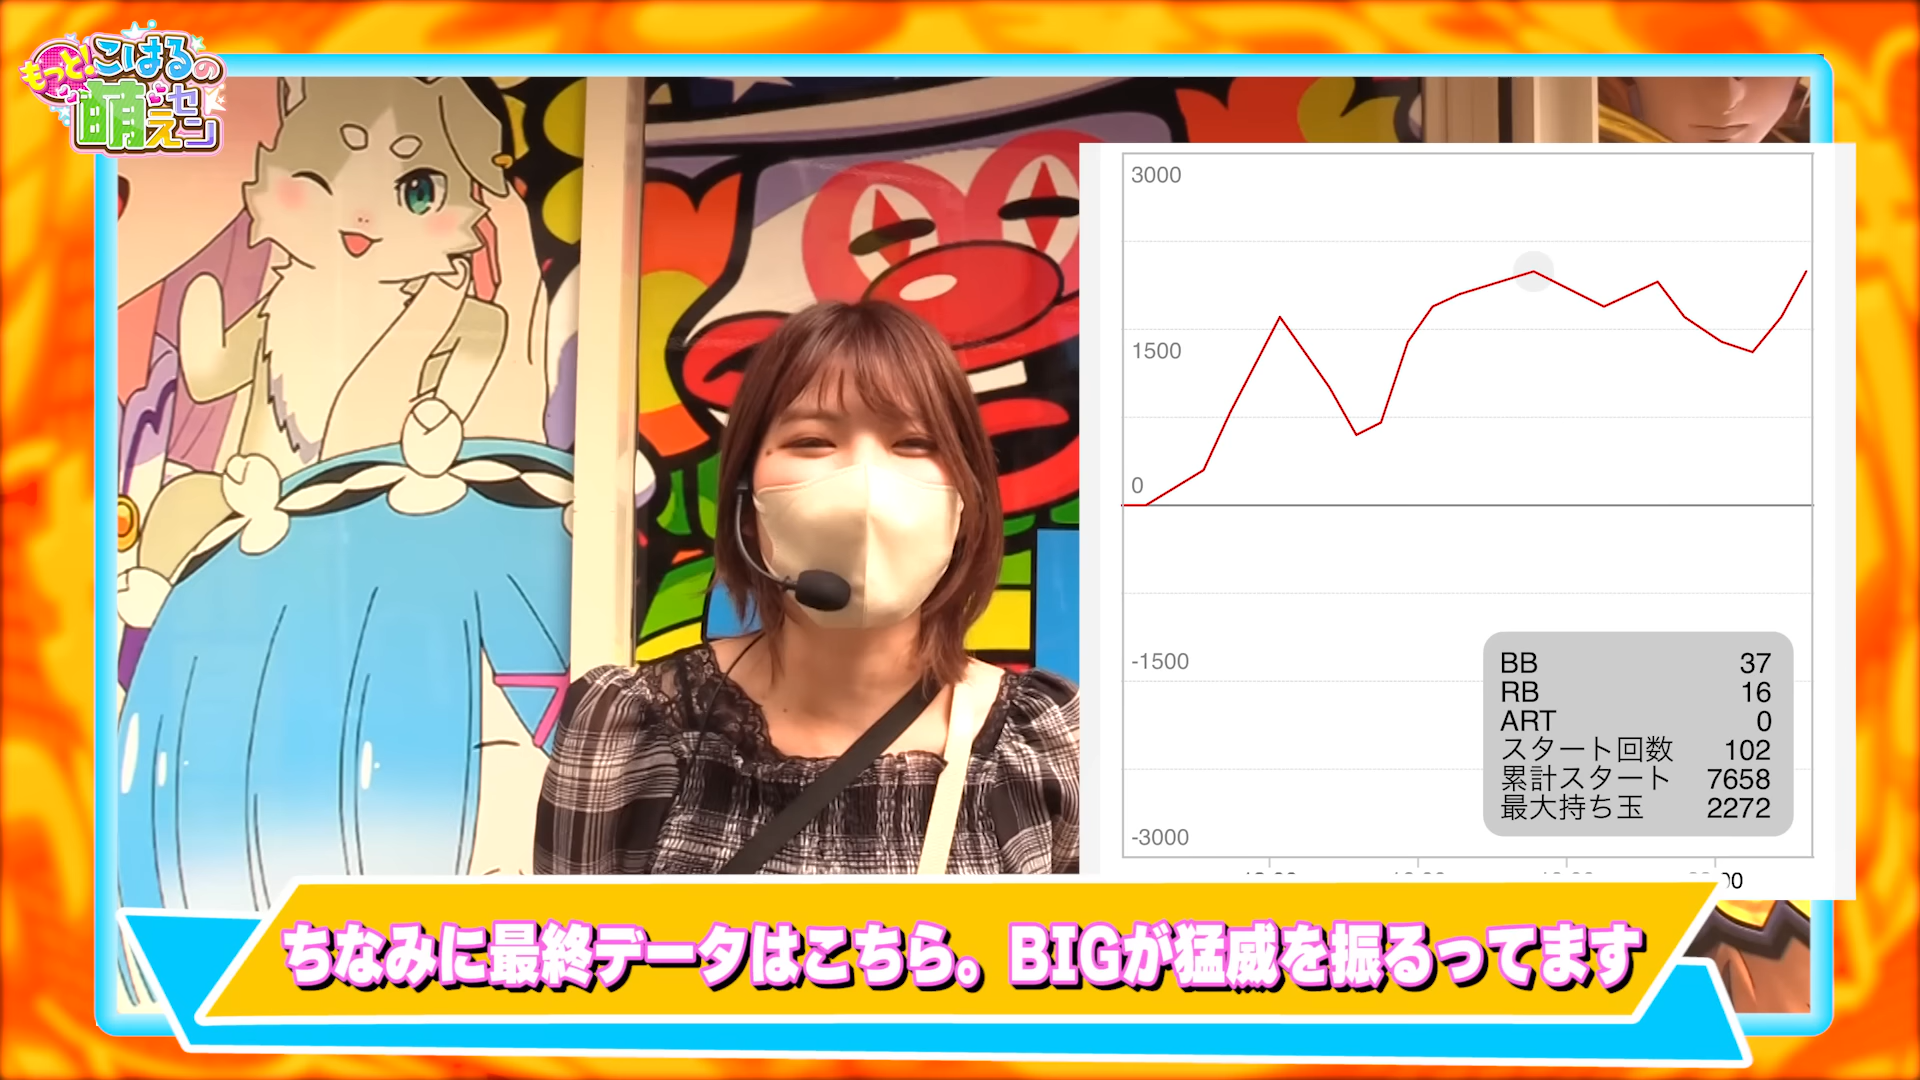 もっと!こはるの
萌えセン
3000
1500
0
-1500
-3000
BB 37
RB 16
ART 0
スタート回数 102
累計スタート 7658
最大持ち玉 2272
ちなみに最終データはこちら。BIGが猛威を振るってます